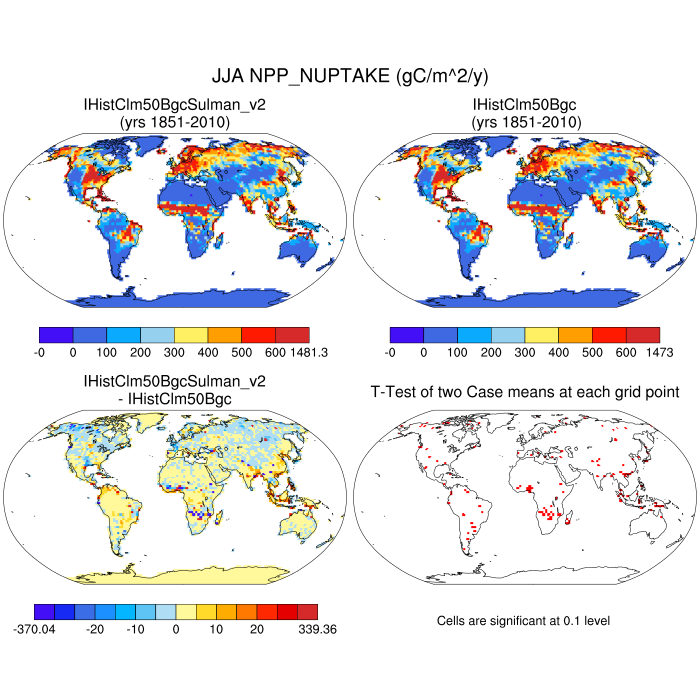 JJA NPP_NUPTAKE (gC/m^2/y)
IHistClm50BgcSulman_v2
(yrs 1851-2010)
IHistClm50Bgc
(yrs 1851-2010)
-0 0 100 200 300 400 500 600 1481.3
-0 0 100 200 300 400 500 600 1473
IHistClm50BgcSulman_v2
- IHistClm50Bgc
T-Test of two Case means at each grid point
-370.04 -20 -10 0 10 20 339.36
Cells are significant at 0.1 level